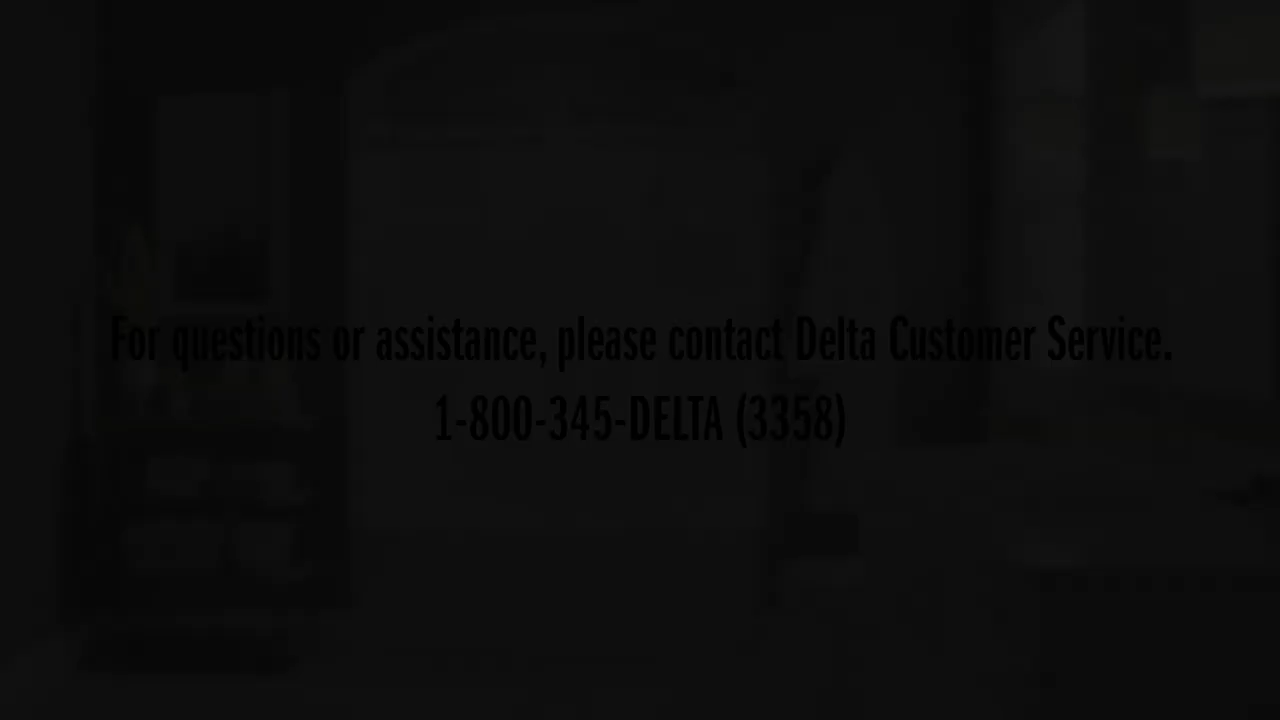 For questions or assistance, please contact Delta Customer Service.
1-800-345-DELTA (3358)